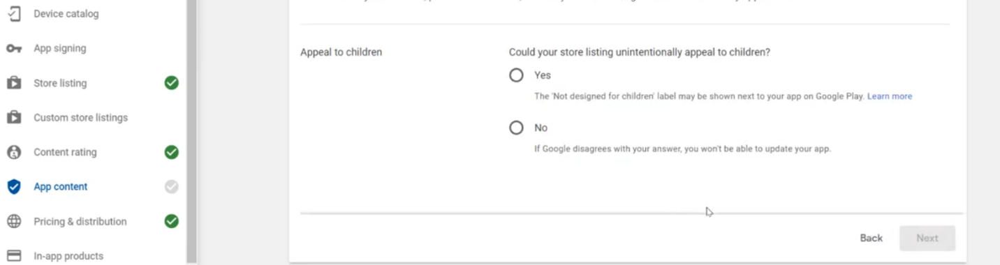 Device catalog
App signing
Store listing
Custom store listings
Content rating
App content
Pricing & distribution
In-app products
Appeal to children
Could your store listing unintentionally appeal to children?
Yes
The 'Not designed for children' label may be shown next to your app on Google Play. Learn more
No
If Google disagrees with your answer, you won't be able to update your app.
Back
Next